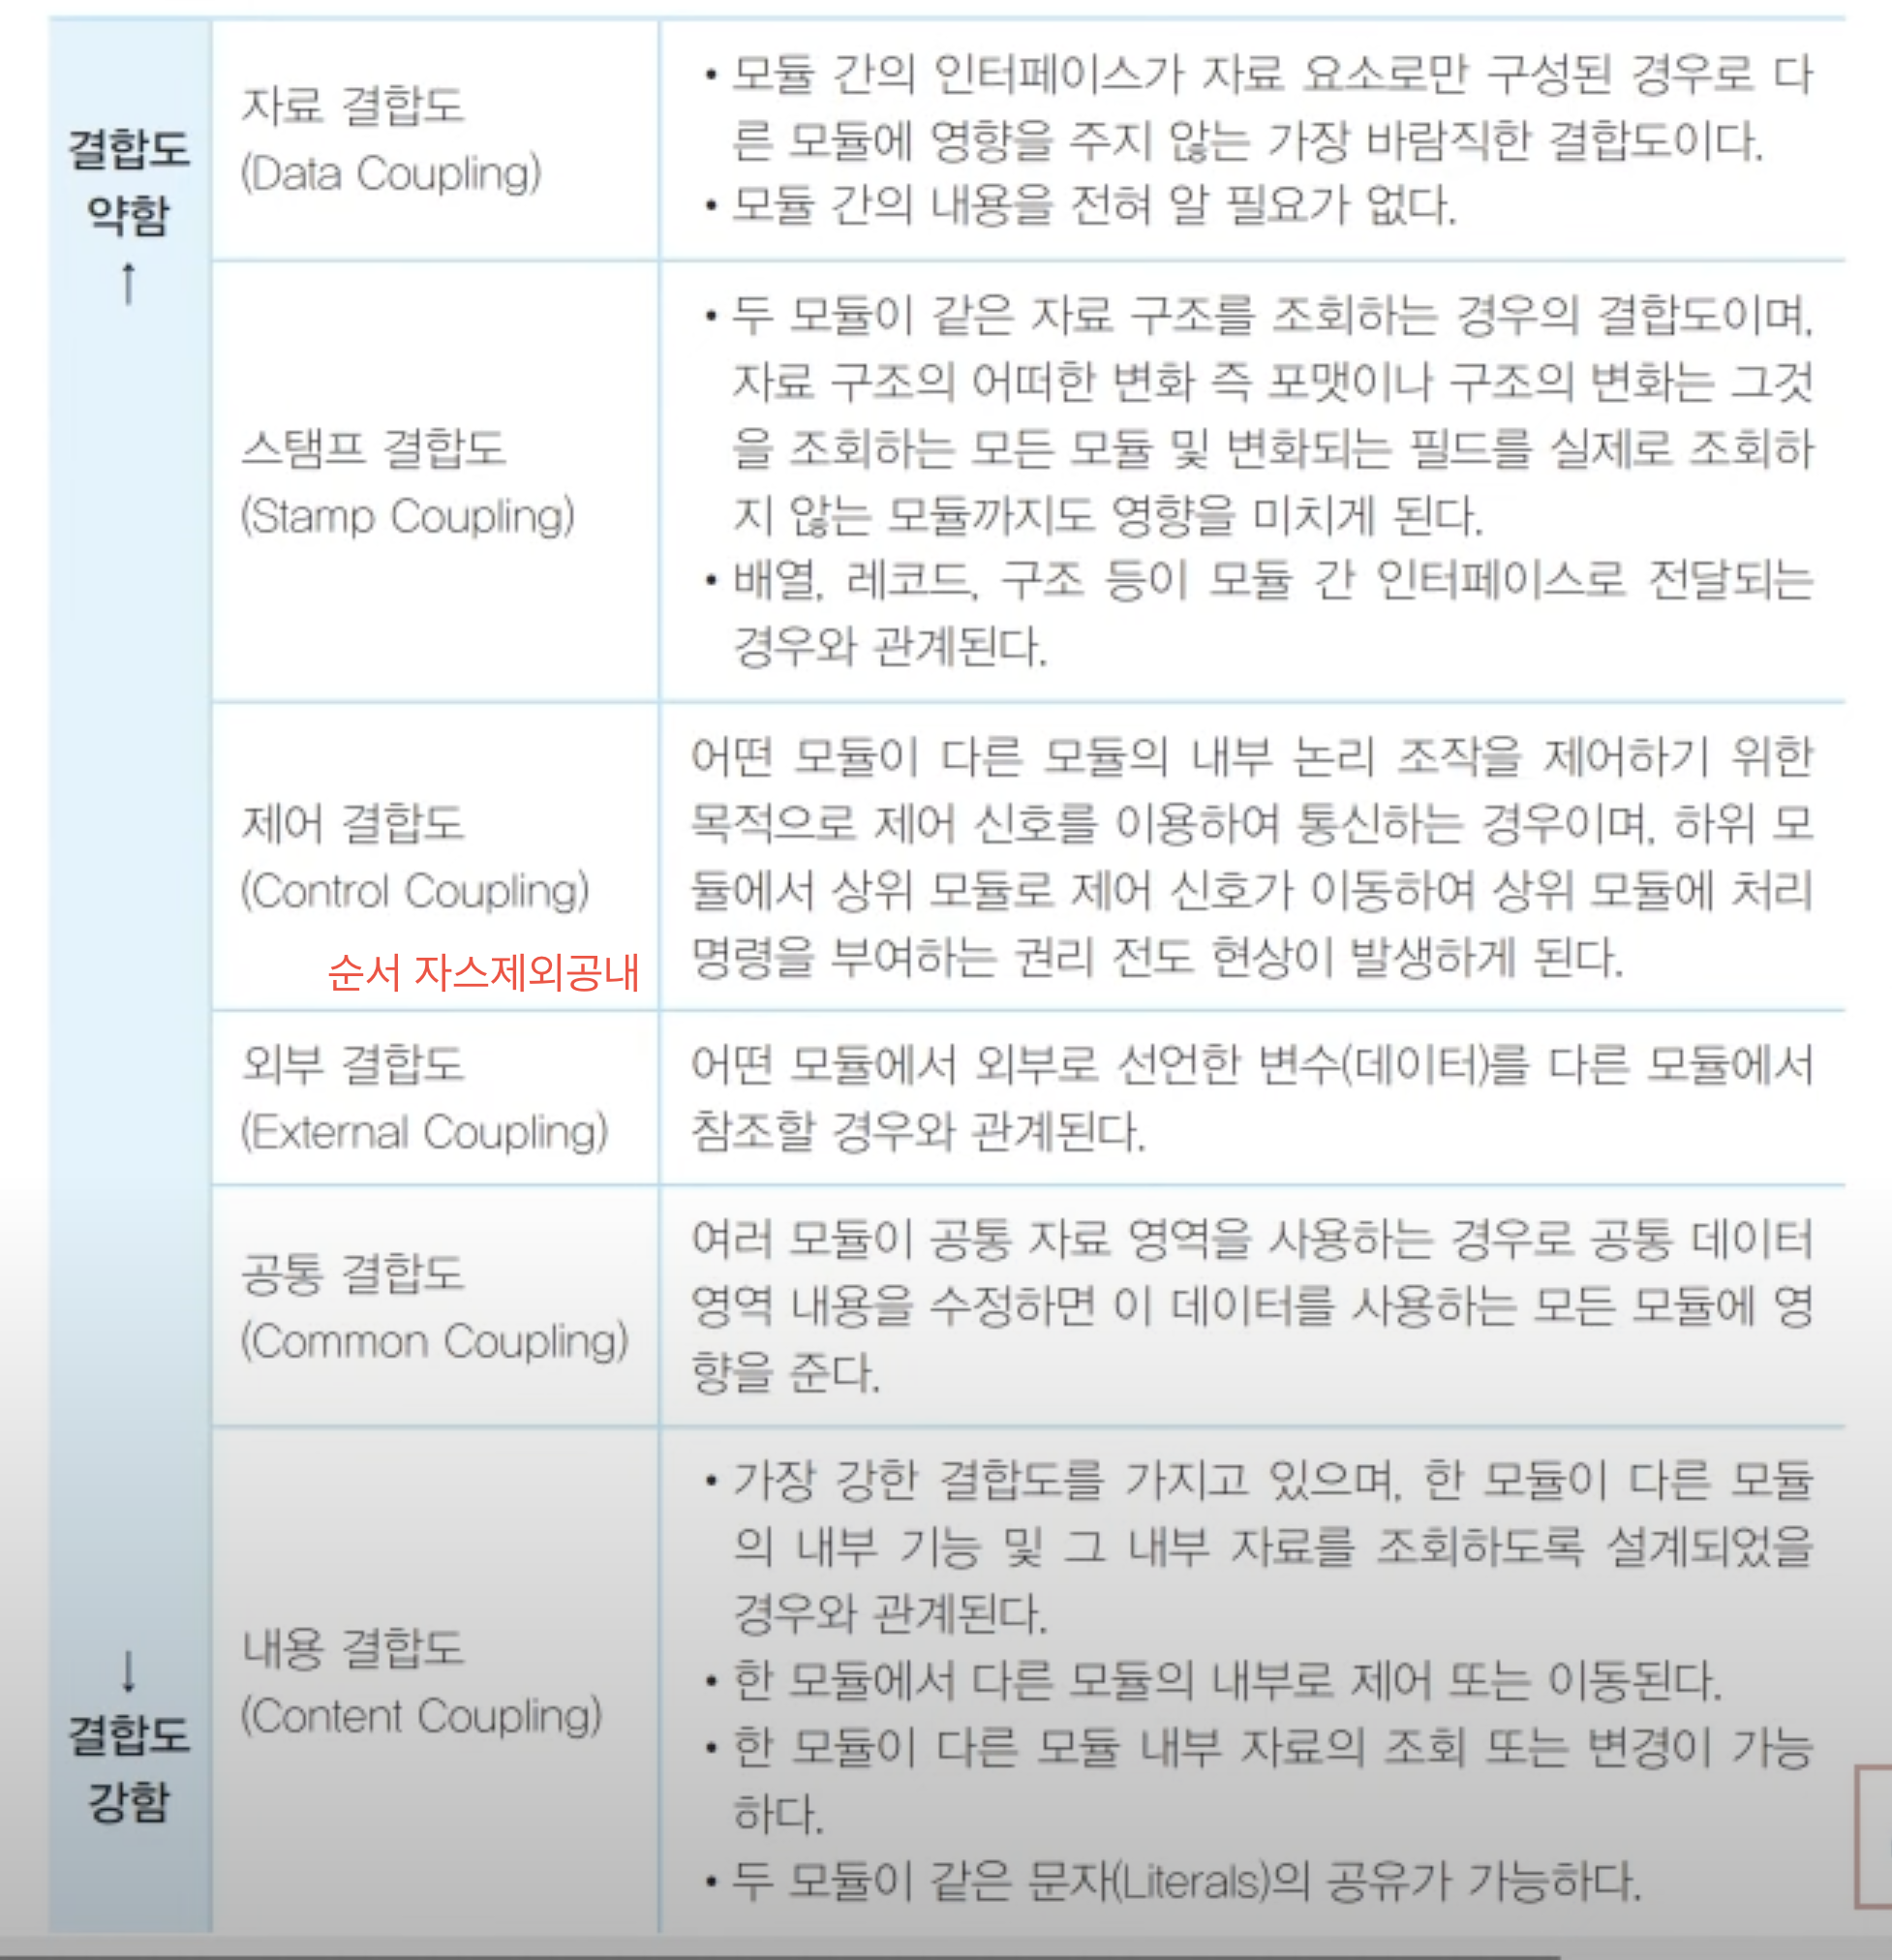 결합도
약함
↑
자료 결합도
(Data Coupling)
• 모듈 간의 인터페이스가 자료 요소로만 구성된 경우로 다
른 모듈에 영향을 주지 않는 가장 바람직한 결합도이다.
• 모듈 간의 내용을 전혀 알 필요가 없다.
스탬프 결합도
(Stamp Coupling)
• 두 모듈이 같은 자료 구조를 조회하는 경우의 결합도이며,
자료 구조의 어떠한 변화 즉 포맷이나 구조의 변화는 그것
을 조회하는 모든 모듈 및 변화되는 필드를 실제로 조회하
지 않는 모듈까지도 영향을 미치게 된다.
• 배열, 레코드, 구조 등이 모듈 간 인터페이스로 전달되는
경우와 관계된다.
제어 결합도
(Control Coupling)
순서 자스제외공내
어떤 모듈이 다른 모듈의 내부 논리 조작을 제어하기 위한
목적으로 제어 신호를 이용하여 통신하는 경우이며, 하위 모
듈에서 상위 모듈로 제어 신호가 이동하여 상위 모듈에 처리
명령을 부여하는 권리 전도 현상이 발생하게 된다.
외부 결합도
(External Coupling)
어떤 모듈에서 외부로 선언한 변수(데이터)를 다른 모듈에서
참조할 경우와 관계된다.
공통 결합도
(Common Coupling)
여러 모듈이 공통 자료 영역을 사용하는 경우로 공통 데이터
영역 내용을 수정하면 이 데이터를 사용하는 모든 모듈에 영
향을 준다.
내용 결합도
(Content Coupling)
• 가장 강한 결합도를 가지고 있으며, 한 모듈이 다른 모듈
의 내부 기능 및 그 내부 자료를 조회하도록 설계되었을
경우와 관계된다.
• 한 모듈에서 다른 모듈의 내부로 제어 또는 이동된다.
• 한 모듈이 다른 모듈 내부 자료의 조회 또는 변경이 가능
하다.
• 두 모듈이 같은 문자(Literals)의 공유가 가능하다.
↓
결합도
강함